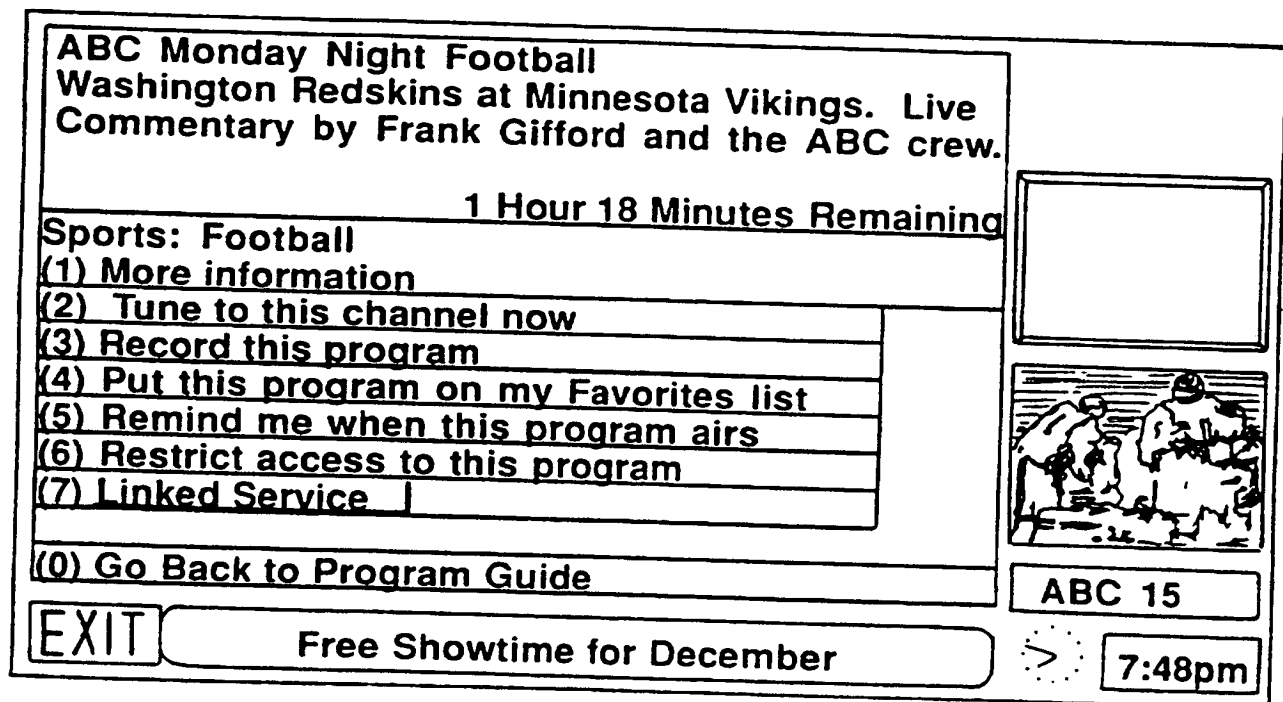 ABC Monday Night Football
Washington Redskins at Minnesota Vikings. Live
Commentary by Frank Gifford and the ABC crew.
1 Hour 18 Minutes Remaining
Sports: Football
(1) More information
(2) Tune to this channel now
(3) Record this program
(4) Put this program on my Favorites list
(5) Remind me when this program airs
(6) Restrict access to this program
(7) Linked Service
(0) Go Back to Program Guide
ABC 15
EXIT
Free Showtime for December
7:48pm